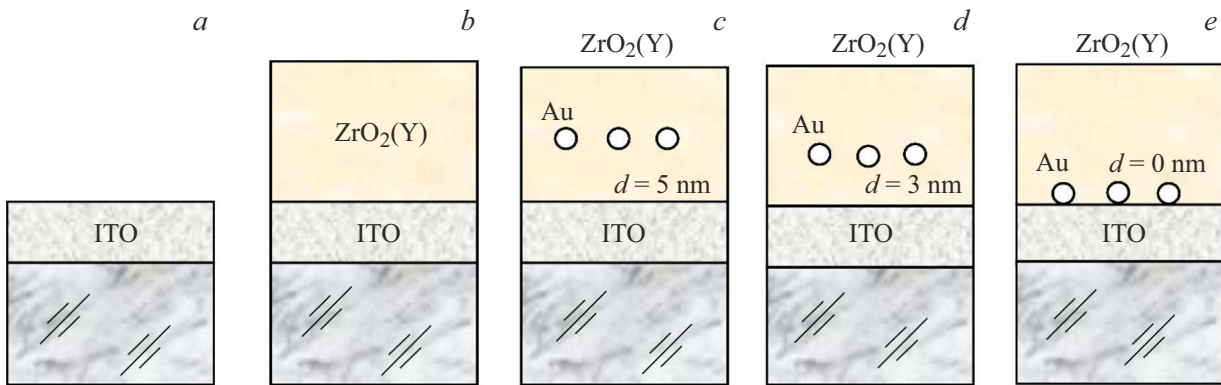 a
b
ZrO₂(Y)
ITO
ITO
c
ZrO₂(Y)
Au
d = 5 nm
ITO
d
ZrO₂(Y)
Au
d = 3 nm
ITO
e
ZrO₂(Y)
Au
d = 0 nm
ITO